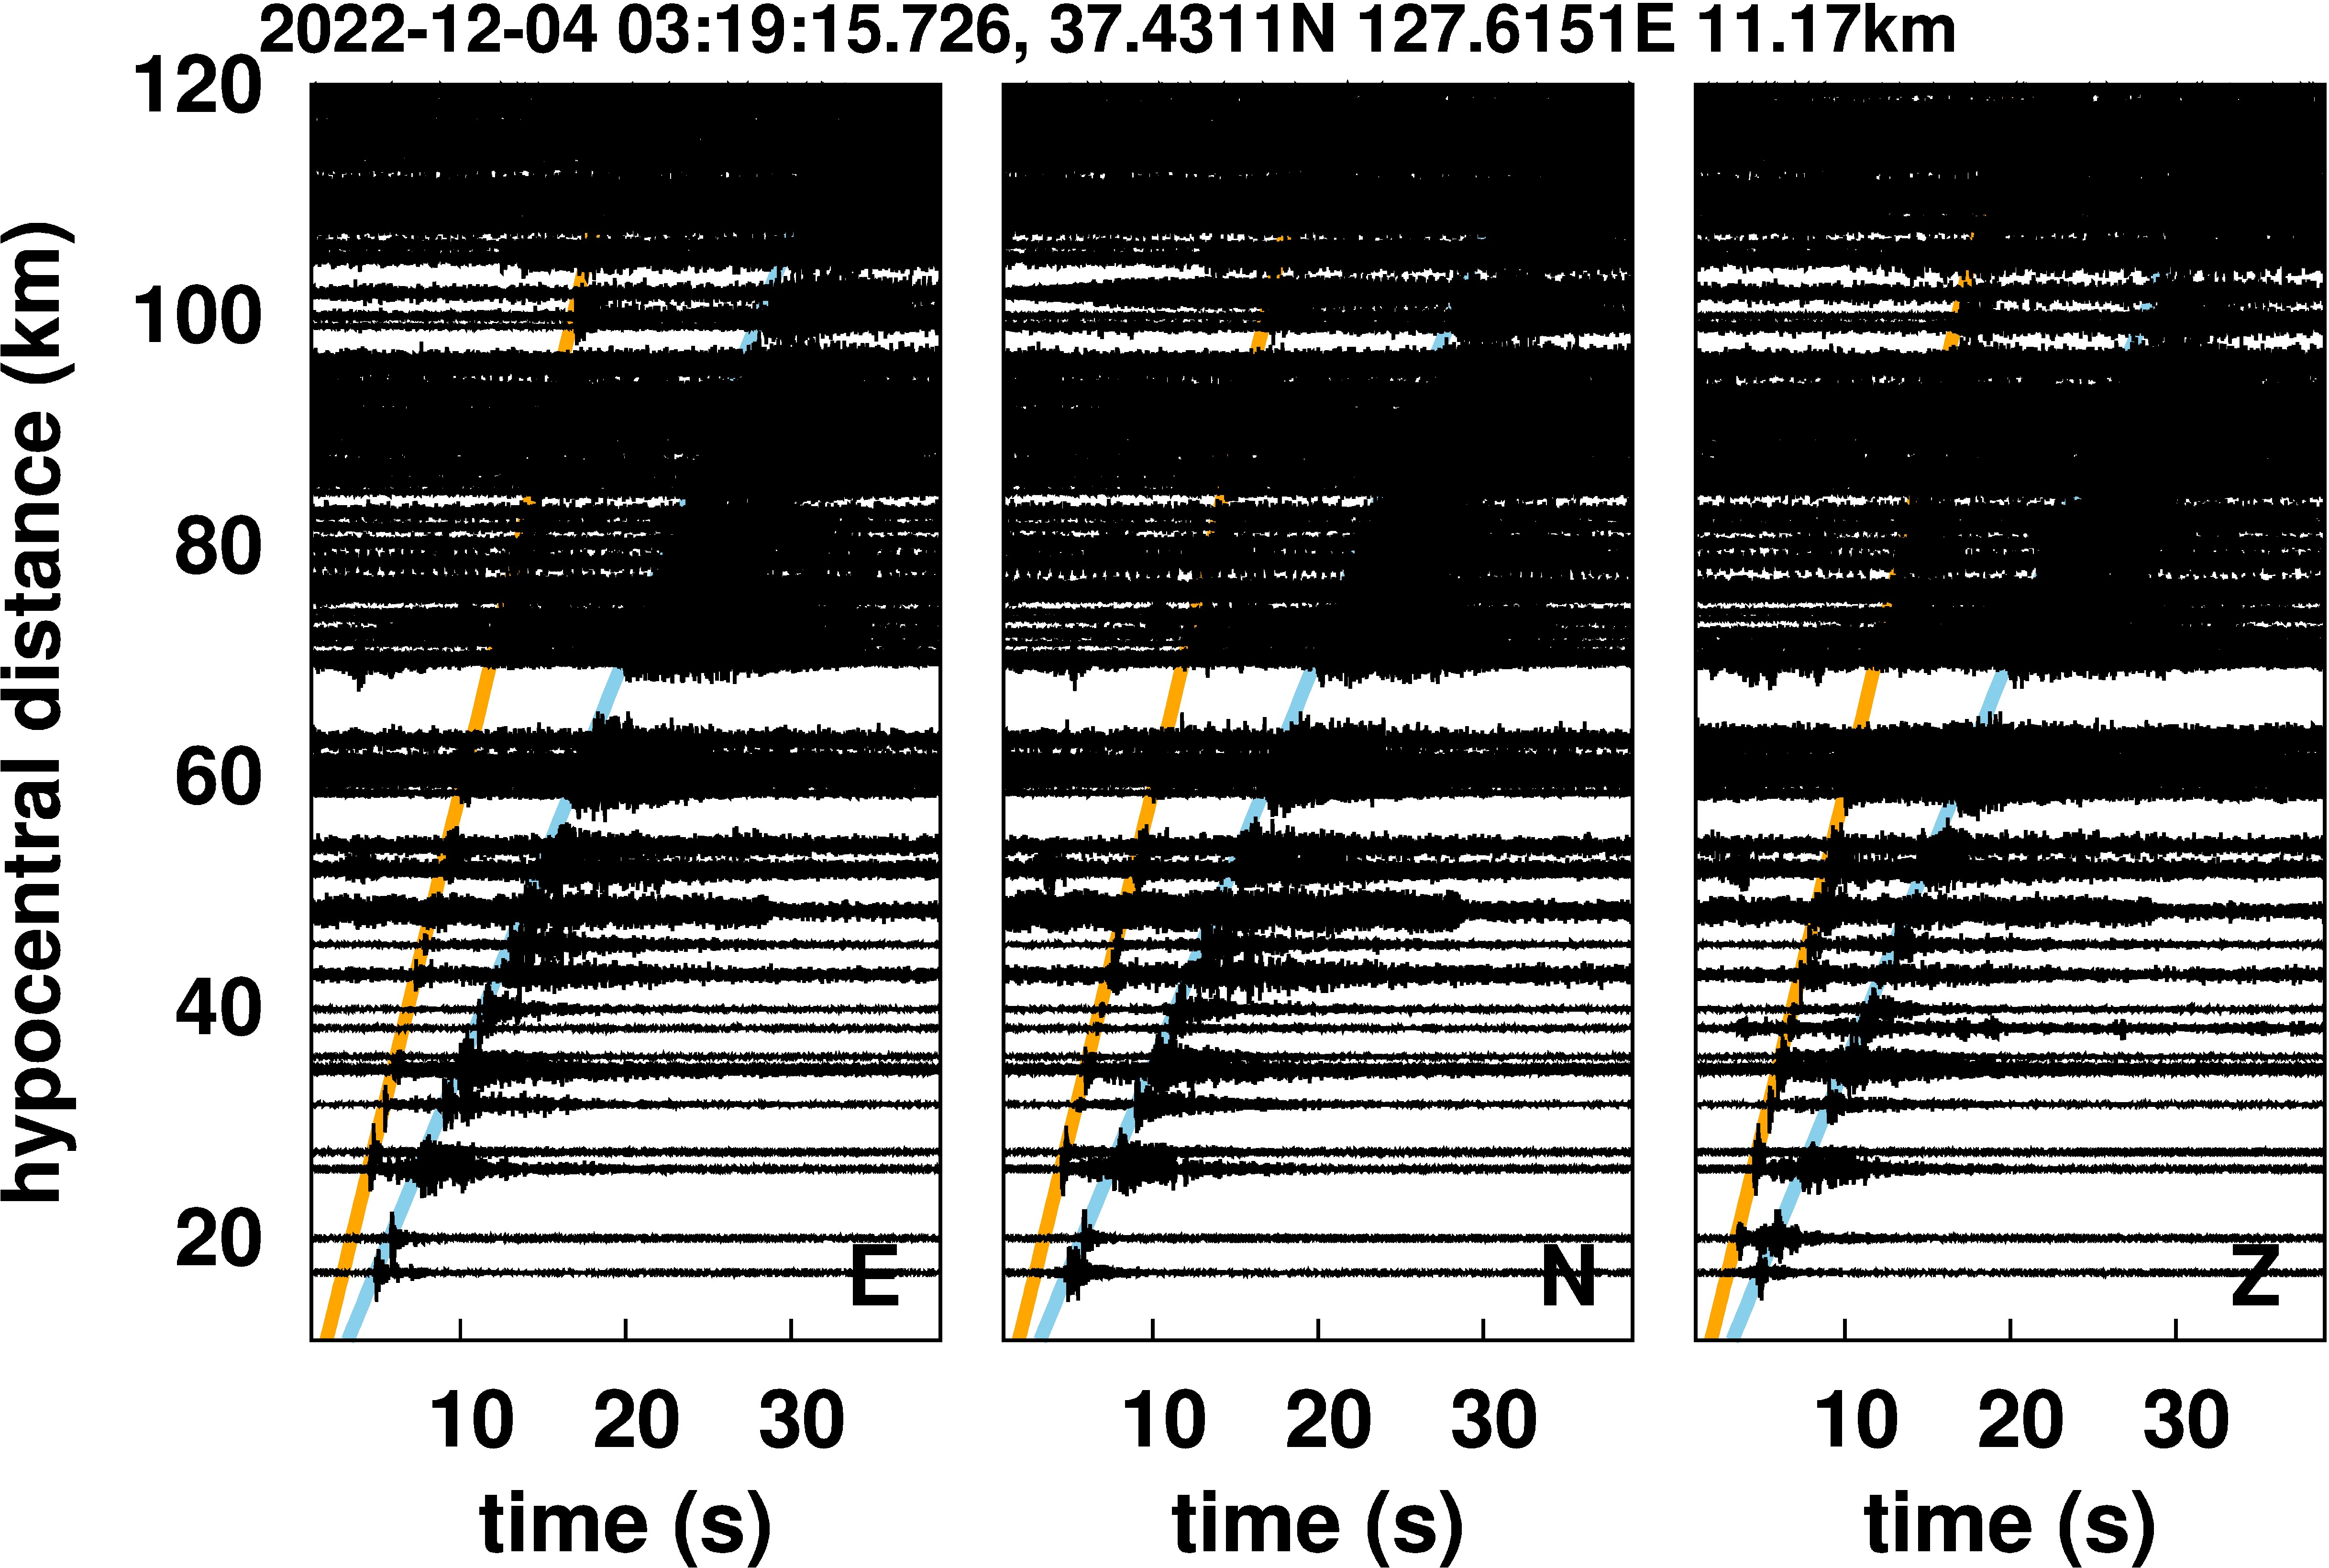 2022-12-04 03:19:15.726, 37.4311N 127.6151E 11.17km
hypocentral distance (km)
120
100
80
60
40
20
E
N
Z
10 20 30
10 20 30
10 20 30
time (s)
time (s)
time (s)